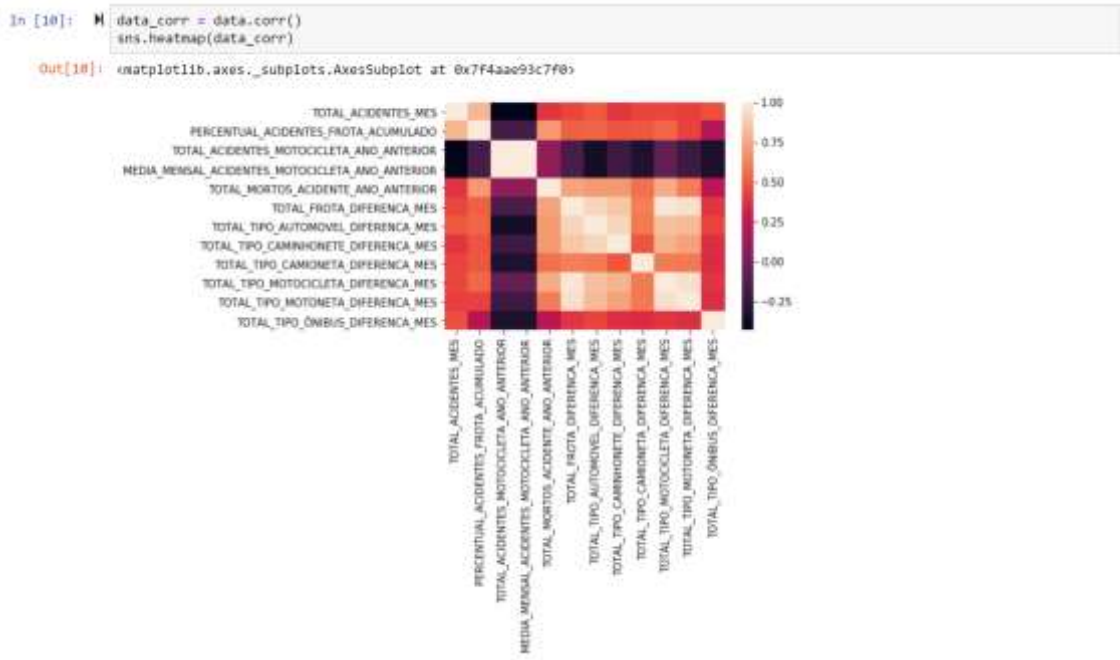 In [10]:
data_corr = data.corr()
sns.heatmap(data_corr)
Out[10]: <matplotlib.axes._subplots.AxesSubplot at 0x7f4aae93c7f0>
TOTAL_ACIDENTES_MES
PERCENTUAL_ACIDENTES_FROTA_ACUMULADO
TOTAL_ACIDENTES_MOTOCICLETA_ANO_ANTERIOR
MEDIA_MENSAL_ACIDENTES_MOTOCICLETA_ANO_ANTERIOR
TOTAL_MORTOS_ACIDENTE_ANO_ANTERIOR
TOTAL_FROTA_DIFERENCA_MES
TOTAL_TIPO_AUTOMOVEL_DIFERENCA_MES
TOTAL_TIPO_CAMINHONETE_DIFERENCA_MES
TOTAL_TIPO_CAMIONETA_DIFERENCA_MES
TOTAL_TIPO_MOTOCICLETA_DIFERENCA_MES
TOTAL_TIPO_MOTONETA_DIFERENCA_MES
TOTAL_TIPO_ÔNIBUS_DIFERENCA_MES
1.00
0.75
0.50
0.25
0.00
−0.25
TOTAL_ACIDENTES_MES
PERCENTUAL_ACIDENTES_FROTA_ACUMULADO
TOTAL_ACIDENTES_MOTOCICLETA_ANO_ANTERIOR
MEDIA_MENSAL_ACIDENTES_MOTOCICLETA_ANO_ANTERIOR
TOTAL_MORTOS_ACIDENTE_ANO_ANTERIOR
TOTAL_FROTA_DIFERENCA_MES
TOTAL_TIPO_AUTOMOVEL_DIFERENCA_MES
TOTAL_TIPO_CAMINHONETE_DIFERENCA_MES
TOTAL_TIPO_CAMIONETA_DIFERENCA_MES
TOTAL_TIPO_MOTOCICLETA_DIFERENCA_MES
TOTAL_TIPO_MOTONETA_DIFERENCA_MES
TOTAL_TIPO_ÔNIBUS_DIFERENCA_MES